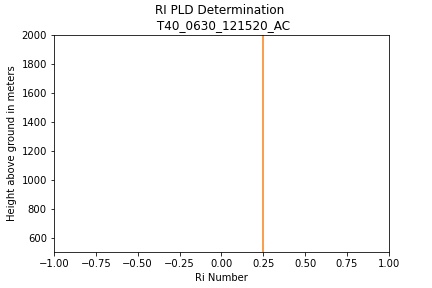 RI PLD Determination
T40_0630_121520_AC
2000
1800
1600
1400
1200
1000
800
600
Height above ground in meters
−1.00 −0.75 −0.50 −0.25 0.00 0.25 0.50 0.75 1.00
Ri Number